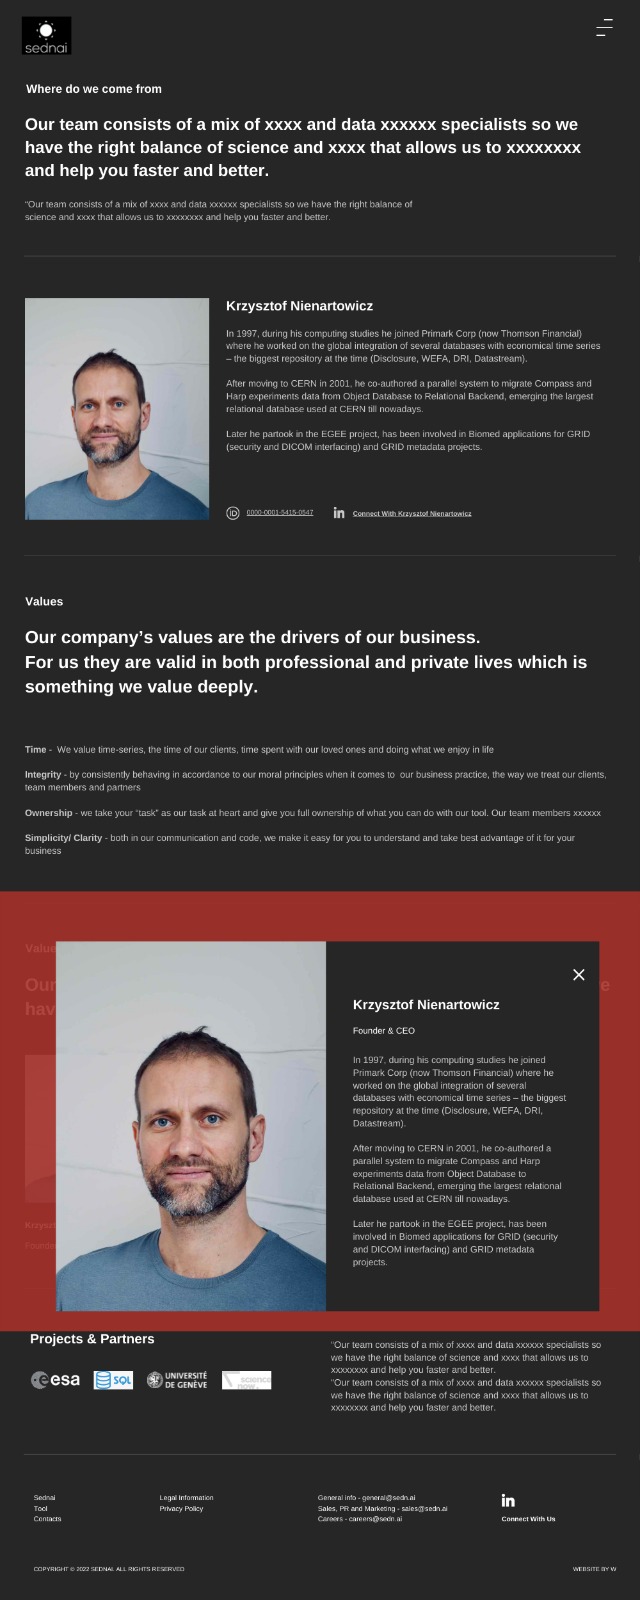 sednai
Where do we come from
Our team consists of a mix of xxxx and data xxxxxx specialists so we
have the right balance of science and xxxx that allows us to xxxxxxxx
and help you faster and better.
“Our team consists of a mix of xxxx and data xxxxxx specialists so we have the right balance of
science and xxxx that allows us to xxxxxxxx and help you faster and better.
Krzysztof Nienartowicz
In 1997, during his computing studies he joined Primark Corp (now Thomson Financial)
where he worked on the global integration of several databases with economical time series
– the biggest repository at the time (Disclosure, WEFA, DRI, Datastream).
After moving to CERN in 2001, he co-authored a parallel system to migrate Compass and
Harp experiments data from Object Database to Relational Backend, emerging the largest
relational database used at CERN till nowadays.
Later he partook in the EGEE project, has been involved in Biomed applications for GRID
(security and DICOM interfacing) and GRID metadata projects.
iD 0000-0001-5415-0547 in Connect With Krzysztof Nienartowicz
Values
Our company’s values are the drivers of our business.
For us they are valid in both professional and private lives which is
something we value deeply.
Time - We value time-series, the time of our clients, time spent with our loved ones and doing what we enjoy in life
Integrity - by consistently behaving in accordance to our moral principles when it comes to our business practice, the way we treat our clients,
team members and partners
Ownership - we take your “task” as our task at heart and give you full ownership of what you can do with our tool. Our team members xxxxxx
Simplicity/ Clarity - both in our communication and code, we make it easy for you to understand and take best advantage of it for your
business
Value
Our
hav
Krzyszt
Founder
Krzysztof Nienartowicz
Founder & CEO
In 1997, during his computing studies he joined
Primark Corp (now Thomson Financial) where he
worked on the global integration of several
databases with economical time series – the biggest
repository at the time (Disclosure, WEFA, DRI,
Datastream).
After moving to CERN in 2001, he co-authored a
parallel system to migrate Compass and Harp
experiments data from Object Database to
Relational Backend, emerging the largest relational
database used at CERN till nowadays.
Later he partook in the EGEE project, has been
involved in Biomed applications for GRID (security
and DICOM interfacing) and GRID metadata
projects.
Projects & Partners
esa SQL UNIVERSITÉ DE GENÈVE science now
“Our team consists of a mix of xxxx and data xxxxxx specialists so
we have the right balance of science and xxxx that allows us to
xxxxxxxx and help you faster and better.
“Our team consists of a mix of xxxx and data xxxxxx specialists so
we have the right balance of science and xxxx that allows us to
xxxxxxxx and help you faster and better.
Sednai
Tool
Contacts
Legal Information
Privacy Policy
General info - general@sedn.ai
Sales, PR and Marketing - sales@sedn.ai
Careers - careers@sedn.ai
in
Connect With Us
COPYRIGHT © 2022 SEDNAI. ALL RIGHTS RESERVED
WEBSITE BY W